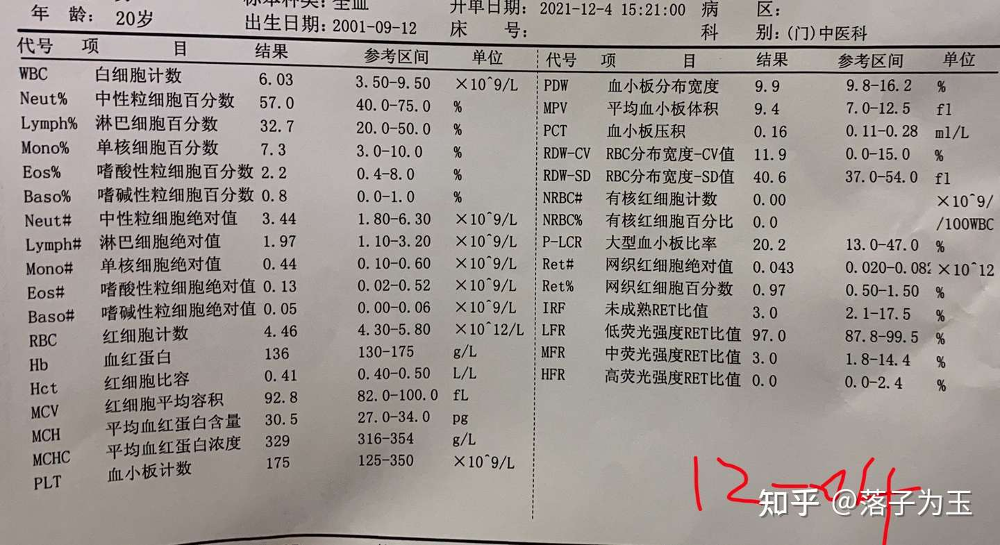 年 龄: 20岁 标本种类: 全血 开单日期: 2021-12-4 15:21:00 病 区:
出生日期: 2001-09-12 床 号: 科 别: (门)中医科
代号 项 目 结果 参考区间 单位 代号 项 目 结果 参考区间 单位
WBC 白细胞计数 6.03 3.50-9.50 ×10^9/L
Neut% 中性粒细胞百分数 57.0 40.0-75.0 %
Lymph% 淋巴细胞百分数 32.7 20.0-50.0 %
Mono% 单核细胞百分数 7.3 3.0-10.0 %
Eos% 嗜酸性粒细胞百分数 2.2 0.4-8.0 %
Baso% 嗜碱性粒细胞百分数 0.8 0.0-1.0 %
Neut# 中性粒细胞绝对值 3.44 1.80-6.30 ×10^9/L
Lymph# 淋巴细胞绝对值 1.97 1.10-3.20 ×10^9/L
Mono# 单核细胞绝对值 0.44 0.10-0.60 ×10^9/L
Eos# 嗜酸性粒细胞绝对值 0.13 0.02-0.52 ×10^9/L
Baso# 嗜碱性粒细胞绝对值 0.05 0.00-0.06 ×10^9/L
RBC 红细胞计数 4.46 4.30-5.80 ×10^12/L
Hb 血红蛋白 136 130-175 g/L
Hct 红细胞比容 0.41 0.40-0.50 L/L
MCV 红细胞平均容积 92.8 82.0-100.0 fL
MCH 平均血红蛋白含量 30.5 27.0-34.0 pg
MCHC 平均血红蛋白浓度 329 316-354 g/L
PLT 血小板计数 175 125-350 ×10^9/L
PDW 血小板分布宽度 9.9 9.8-16.2 %
MPV 平均血小板体积 9.4 7.0-12.5 fl
PCT 血小板压积 0.16 0.11-0.28 ml/L
RDW-CV RBC分布宽度-CV值 11.9 0.0-15.0 %
RDW-SD RBC分布宽度-SD值 40.6 37.0-54.0 fl
NRBC# 有核红细胞计数 0.00 ×10^9/
NRBC% 有核红细胞百分比 0.0 /100WBC
P-LCR 大型血小板比率 20.2 13.0-47.0 %
Ret# 网织红细胞绝对值 0.043 0.020-0.082 ×10^12
Ret% 网织红细胞百分数 0.97 0.50-1.50 %
IRF 未成熟RET比值 3.0 2.1-17.5 %
LFR 低荧光强度RET比值 97.0 87.8-99.5 %
MFR 中荧光强度RET比值 3.0 1.8-14.4 %
HFR 高荧光强度RET比值 0.0 0.0-2.4 %
12-04
知乎 @落子为玉